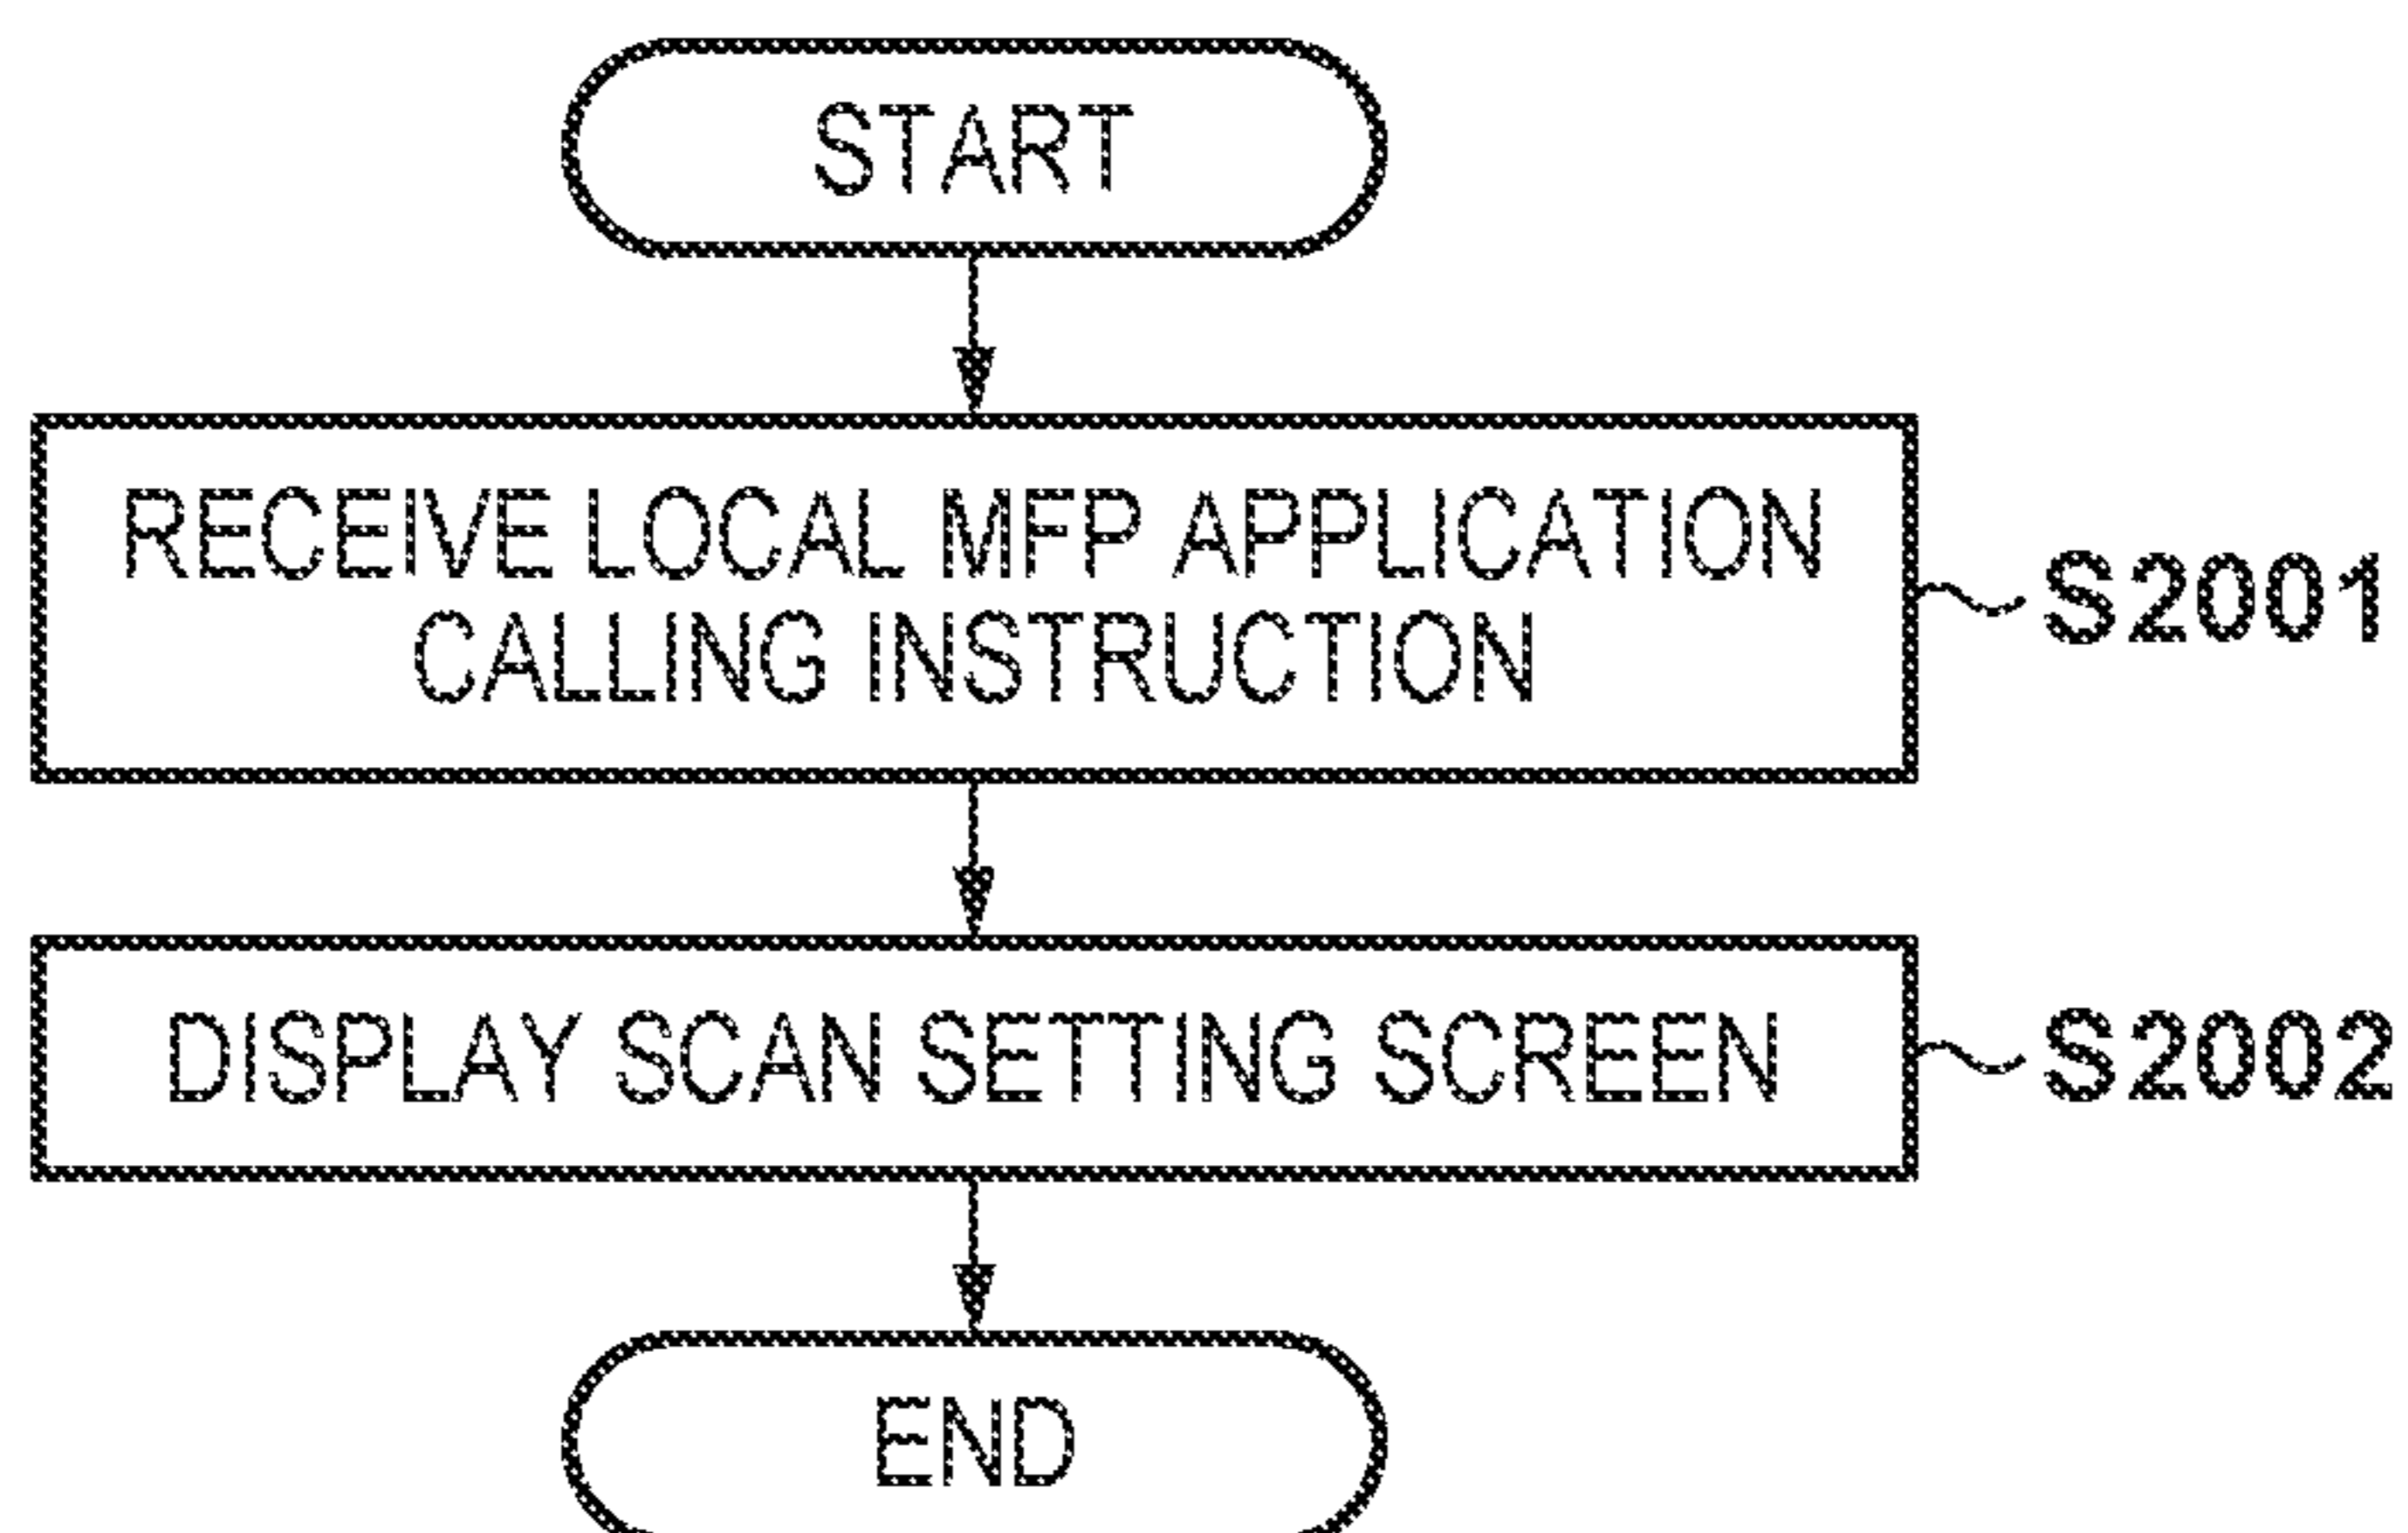 START
RECEIVE LOCAL MFP APPLICATION
CALLING INSTRUCTION
S2001
DISPLAY SCAN SETTING SCREEN
S2002
END